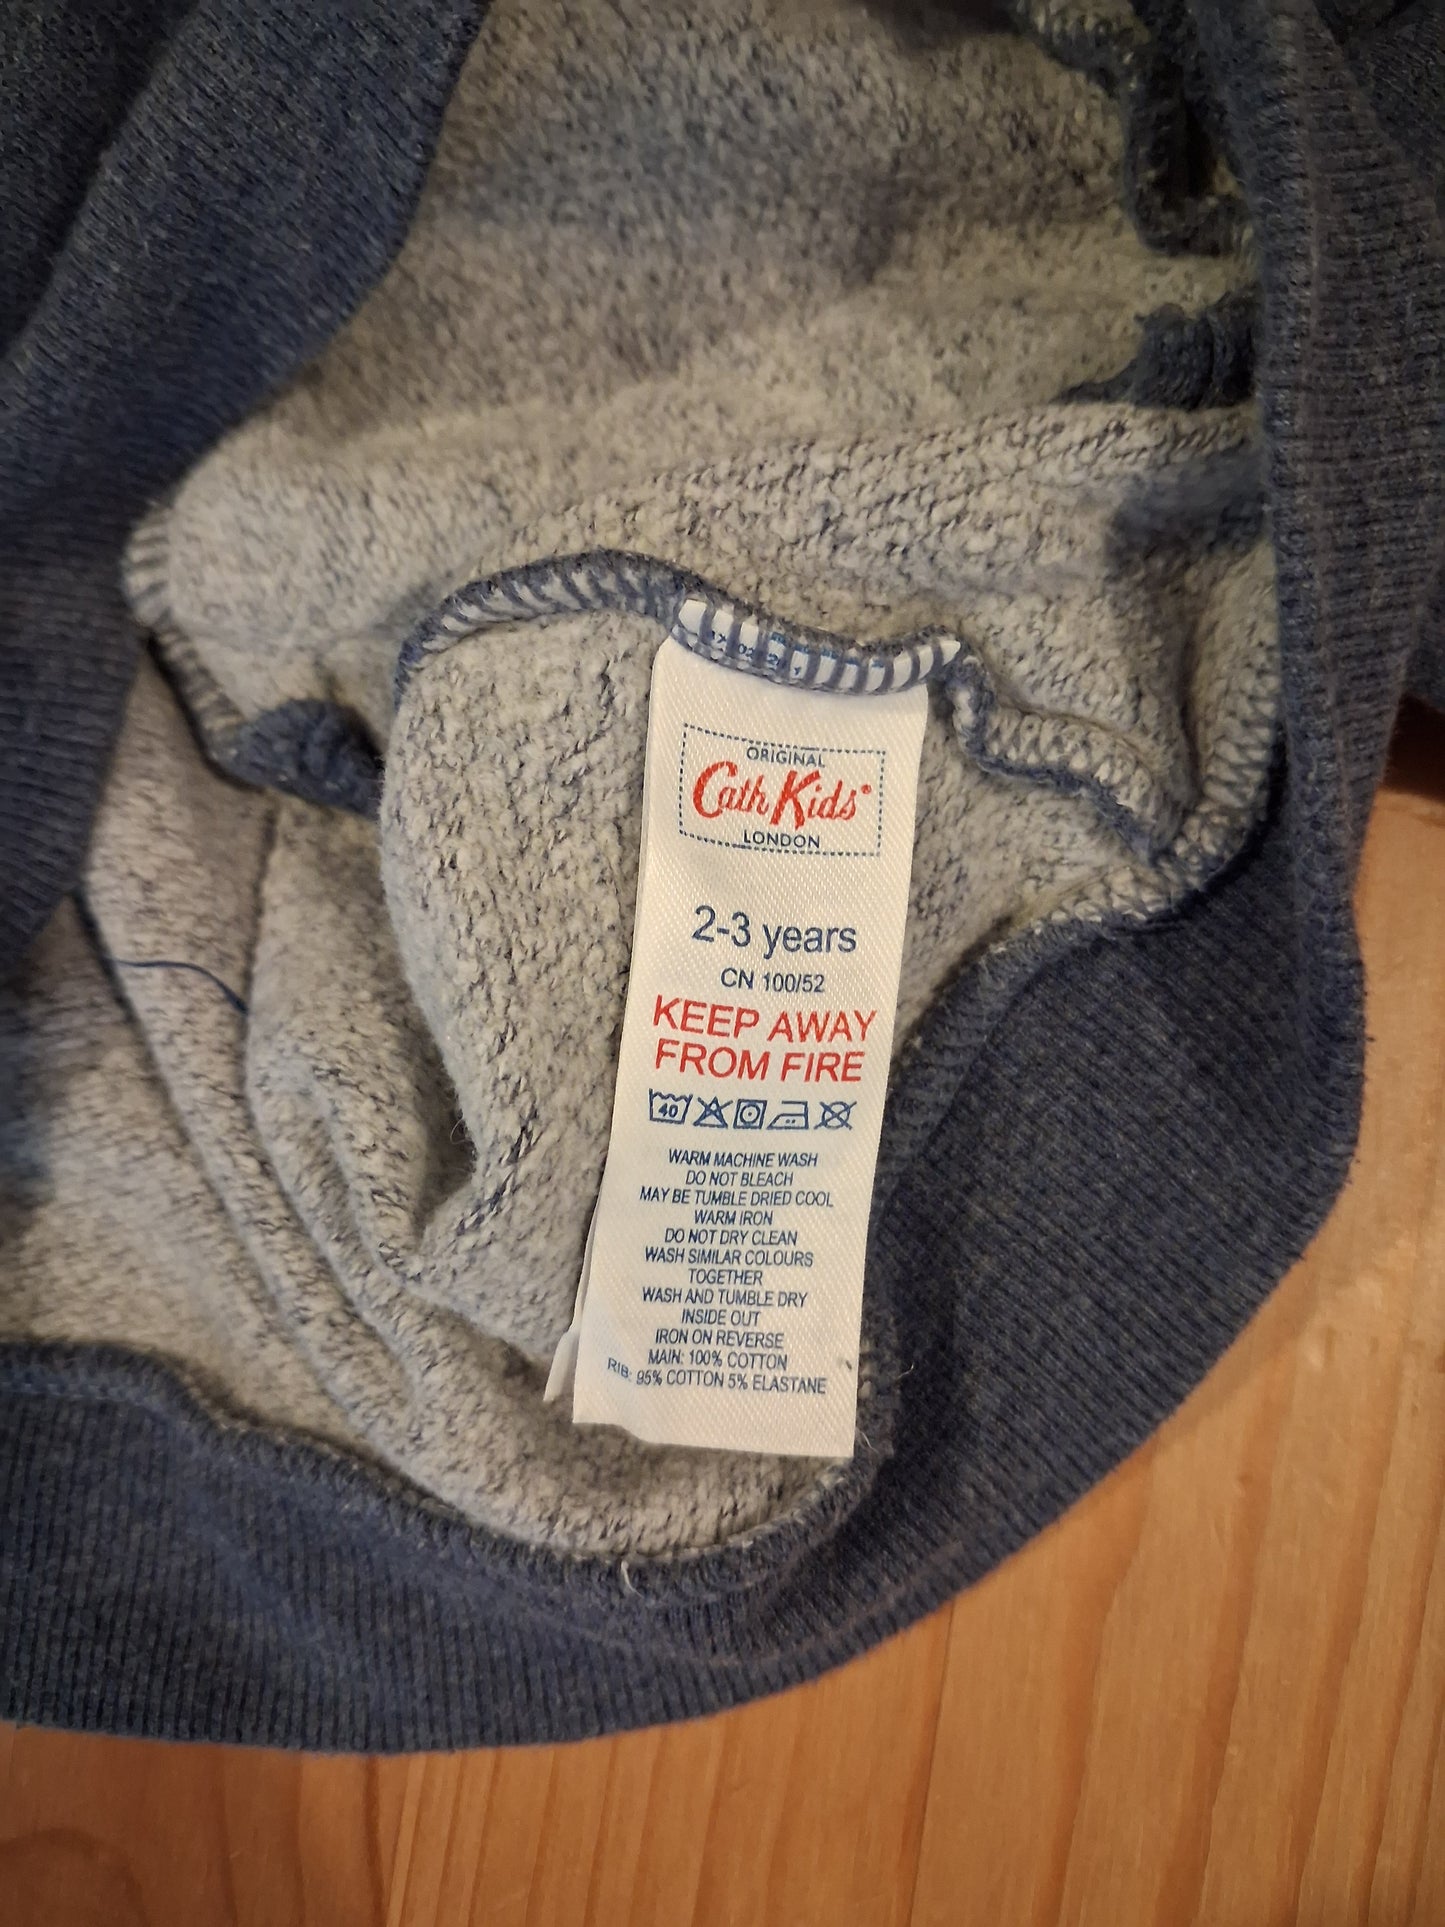 ORIGINAL
Cath Kids®
LONDON
2-3 years
CN 100/52
KEEP AWAY
FROM FIRE
40
WARM MACHINE WASH
DO NOT BLEACH
MAY BE TUMBLE DRIED COOL
WARM IRON
DO NOT DRY CLEAN
WASH SIMILAR COLOURS
TOGETHER
WASH AND TUMBLE DRY
INSIDE OUT
IRON ON REVERSE
MAIN: 100% COTTON
RIB: 95% COTTON 5% ELASTANE